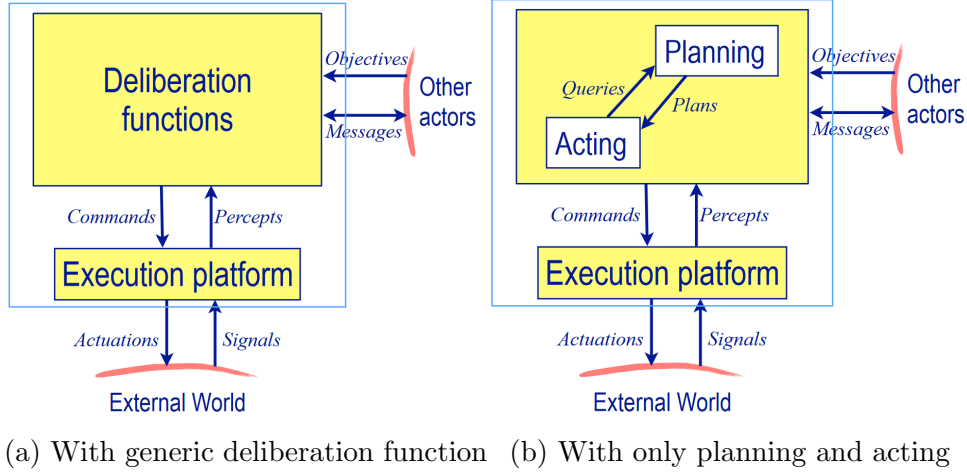 Deliberation
functions
Objectives
Messages
Other
actors
Commands
Percepts
Execution platform
Actuations
Signals
External World
(a) With generic deliberation function
Planning
Queries
Plans
Acting
Objectives
Messages
Other
actors
Commands
Percepts
Execution platform
Actuations
Signals
External World
(b) With only planning and acting